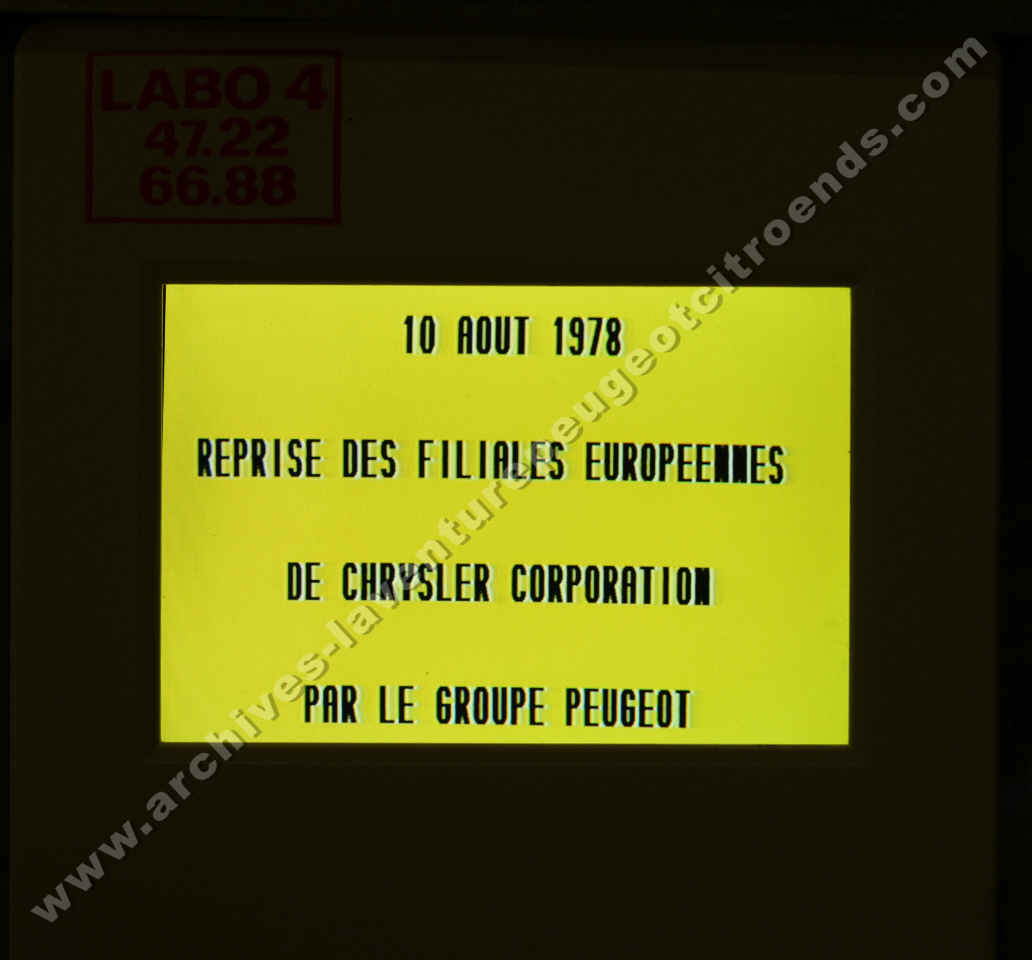 LABO 4
47.22
66.88
10 AOUT 1978
REPRISE DES FILIALES EUROPEENNES
DE CHRYSLER CORPORATION
PAR LE GROUPE PEUGEOT
www.archives-laventurepeugeotcitroends.com